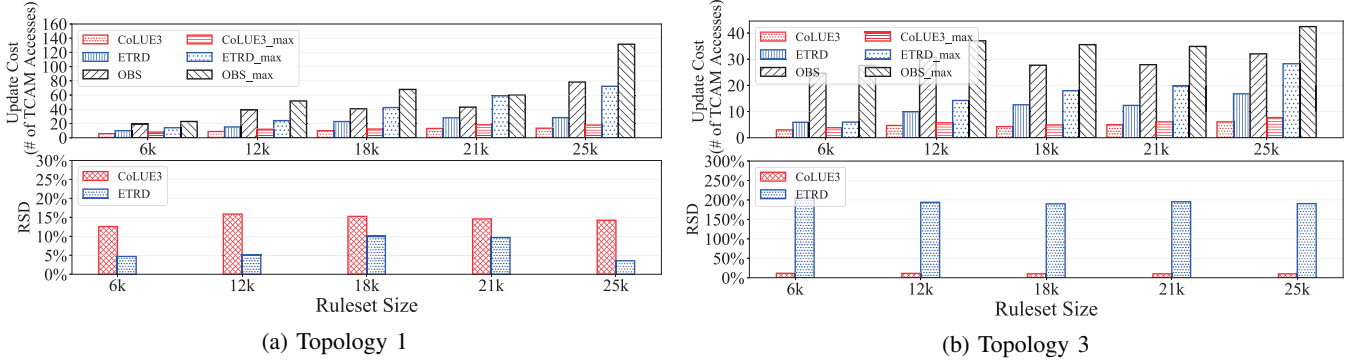 Update Cost
(# of TCAM Accesses)
160
140
120
100
80
60
40
20
0
CoLUE3
ETRD
OBS
CoLUE3_max
ETRD_max
OBS_max
6k 12k 18k 21k 25k
RSD
30%
25%
20%
15%
10%
5%
0%
CoLUE3
ETRD
6k 12k 18k 21k 25k
Ruleset Size
(a) Topology 1
Update Cost
(# of TCAM Accesses)
40
30
20
10
0
CoLUE3
ETRD
OBS
CoLUE3_max
ETRD_max
OBS_max
6k 12k 18k 21k 25k
RSD
300%
250%
200%
150%
100%
50%
0%
CoLUE3
ETRD
6k 12k 18k 21k 25k
Ruleset Size
(b) Topology 3